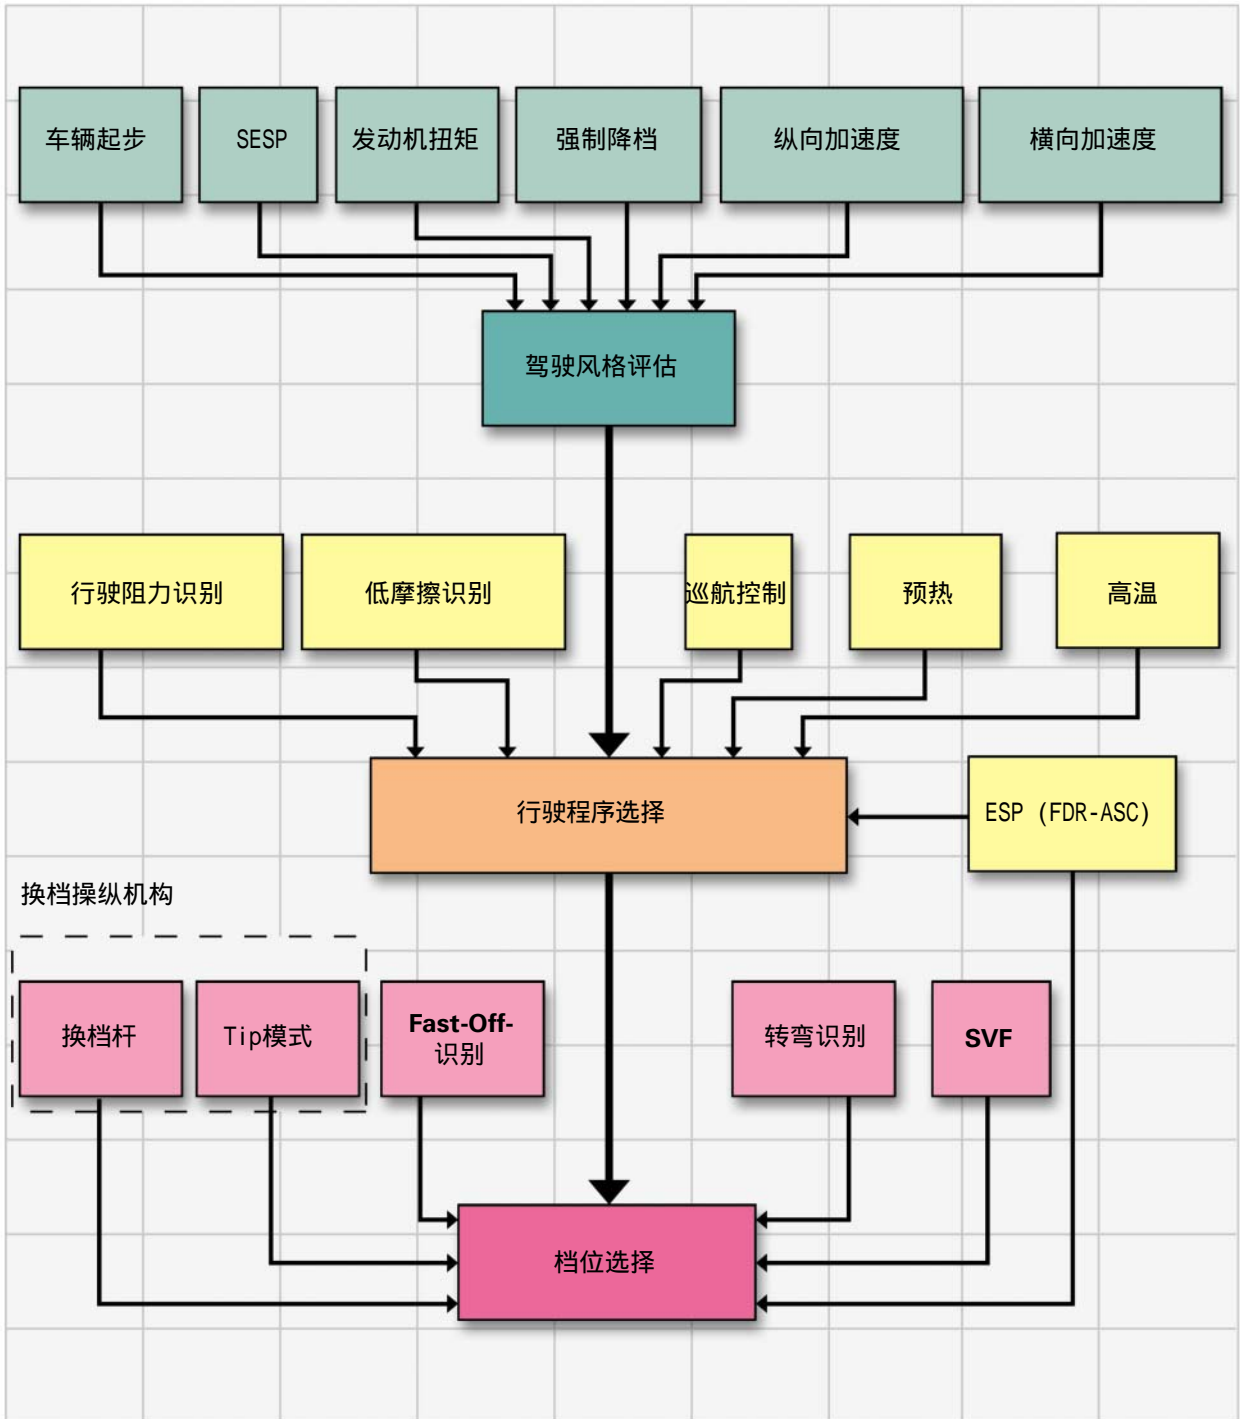 车辆起步
SESP
发动机扭矩
强制降档
纵向加速度
横向加速度
驾驶风格评估
行驶阻力识别
低摩擦识别
巡航控制
预热
高温
行驶程序选择
ESP (FDR-ASC)
换档操纵机构
换档杆
Tip模式
Fast-Off-
识别
转弯识别
SVF
档位选择